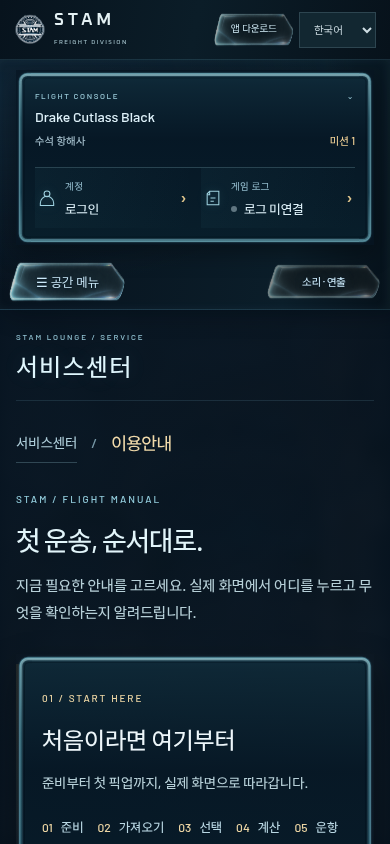 STAM
FREIGHT DIVISION
앱 다운로드
한국어
FLIGHT CONSOLE
Drake Cutlass Black
수석 항해사
미션 1
계정
로그인
게임 로그
로그 미연결
☰ 공간 메뉴
소리·연출
STAM LOUNGE / SERVICE
서비스센터
서비스센터 / 이용안내
STAM / FLIGHT MANUAL
첫 운송, 순서대로.
지금 필요한 안내를 고르세요. 실제 화면에서 어디를 누르고 무
엇을 확인하는지 알려드립니다.
01 / START HERE
처음이라면 여기부터
준비부터 첫 픽업까지, 실제 화면으로 따라갑니다.
01 준비 02 가져오기 03 선택 04 계산 05 운항